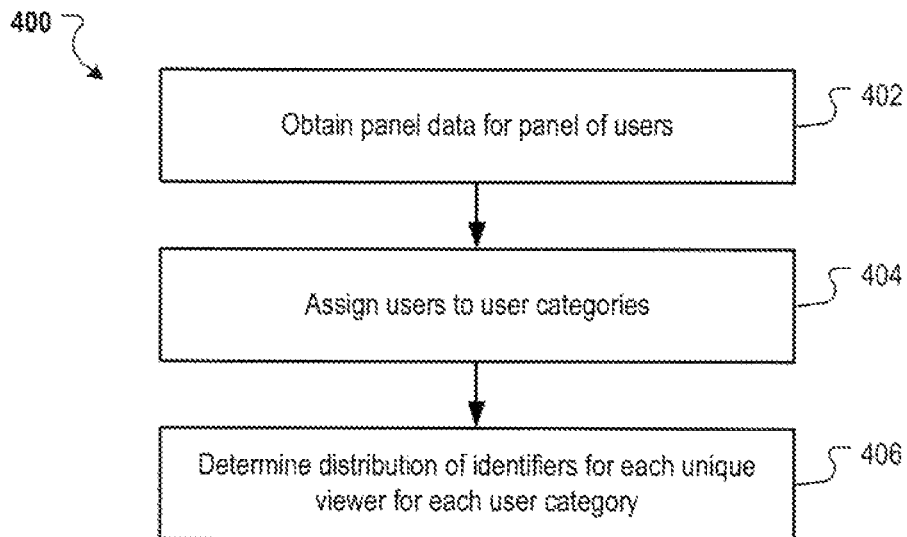 400
Obtain panel data for panel of users
402
Assign users to user categories
404
Determine distribution of identifiers for each unique
viewer for each user category
406